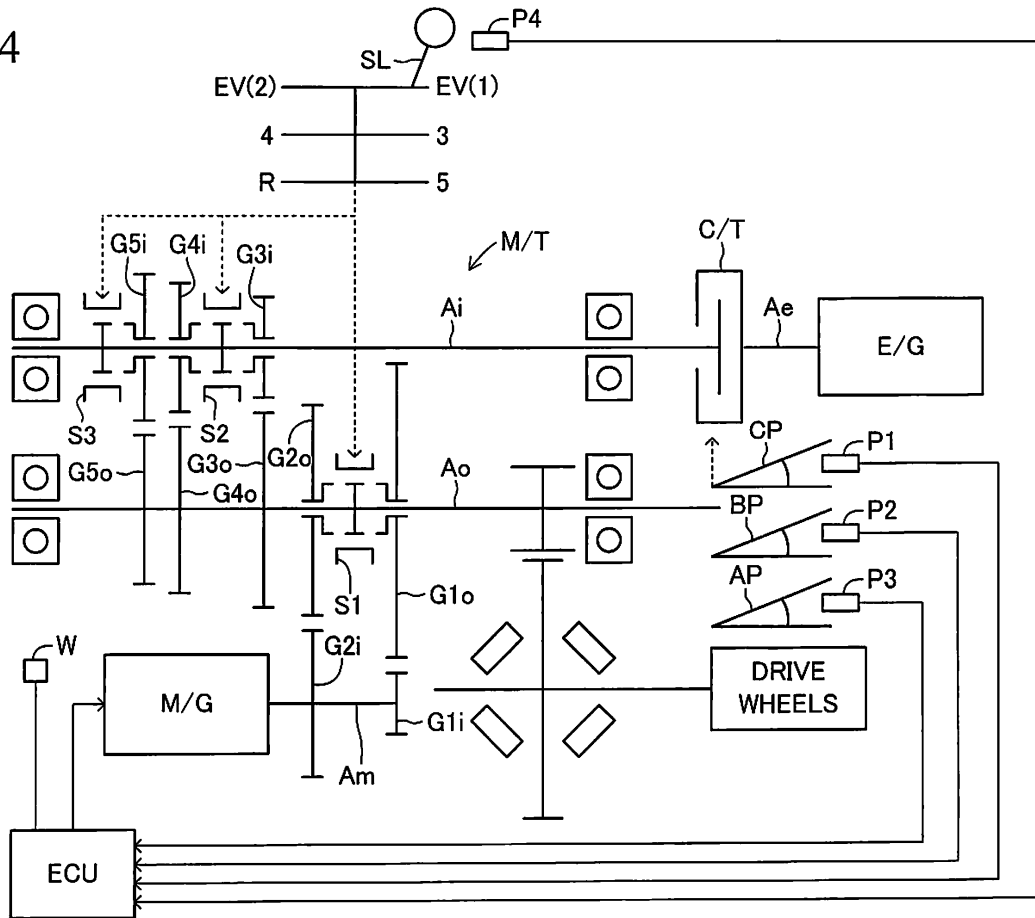 4
P4
SL
EV(2) EV(1)
4 3
R 5
C/T
M/T
G5i G4i G3i
Ai Ae
E/G
S3 S2
CP P1
G2o
G3o Ao
G5o G4o
BP P2
S1 AP P3
G1o
W
G2i
M/G
DRIVE
WHEELS
G1i
Am
ECU